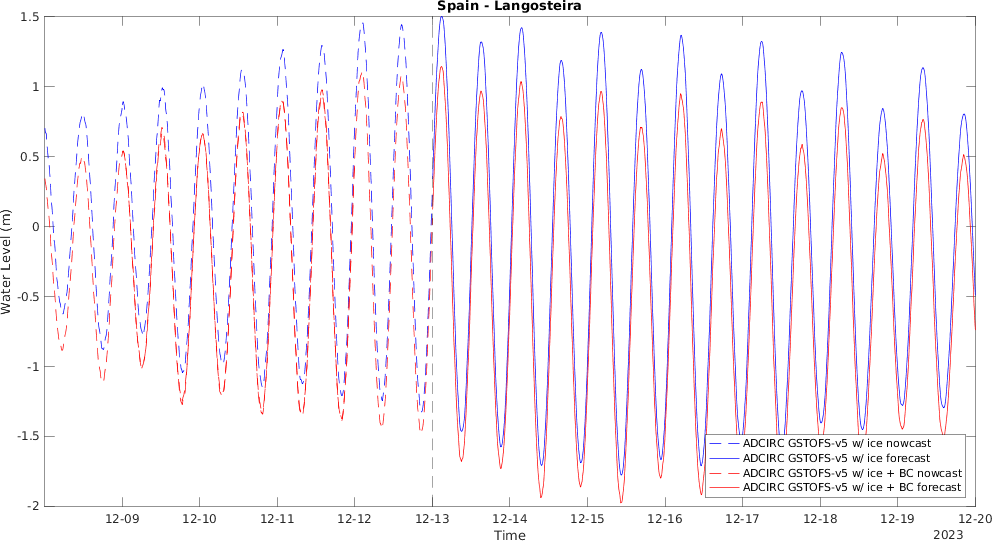 Spain - Langosteira
1.5
1
0.5
0
-0.5
-1
-1.5
-2
Water Level (m)
ADCIRC GSTOFS-v5 w/ ice nowcast
ADCIRC GSTOFS-v5 w/ ice forecast
ADCIRC GSTOFS-v5 w/ ice + BC nowcast
ADCIRC GSTOFS-v5 w/ ice + BC forecast
12-09 12-10 12-11 12-12 12-13 12-14 12-15 12-16 12-17 12-18 12-19 12-20
Time
2023